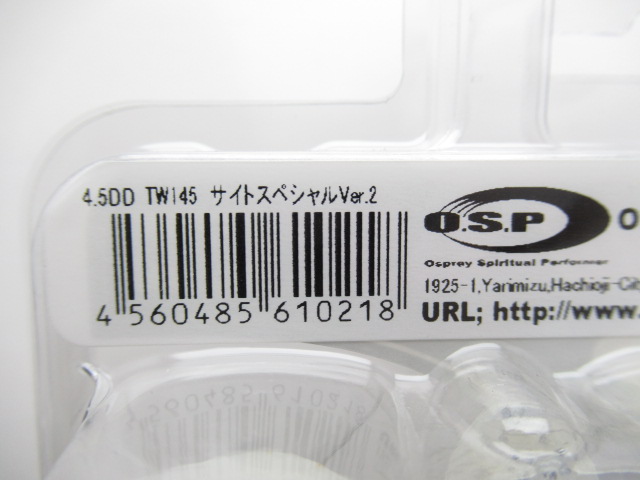 4.5DD TW145 サイトスペシャルVer.2
4 560485 610218
O.S.P
Osprey Spiritual Performer
1925-1,Yarimizu,Hachioji-City
URL; http://www.